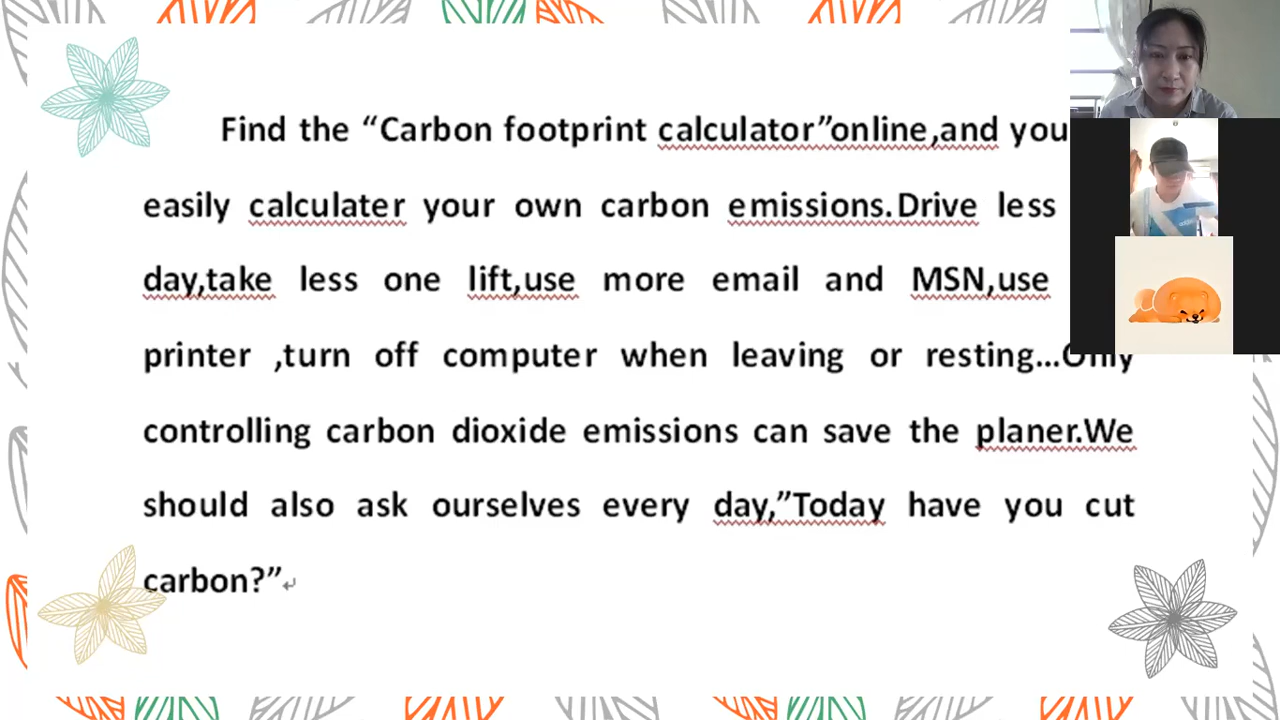 Find the “Carbon footprint calculator”online,and you
easily calculater your own carbon emissions.Drive less
day,take less one lift,use more email and MSN,use
printer ,turn off computer when leaving or resting...Only
controlling carbon dioxide emissions can save the planer.We
should also ask ourselves every day,”Today have you cut
carbon?”